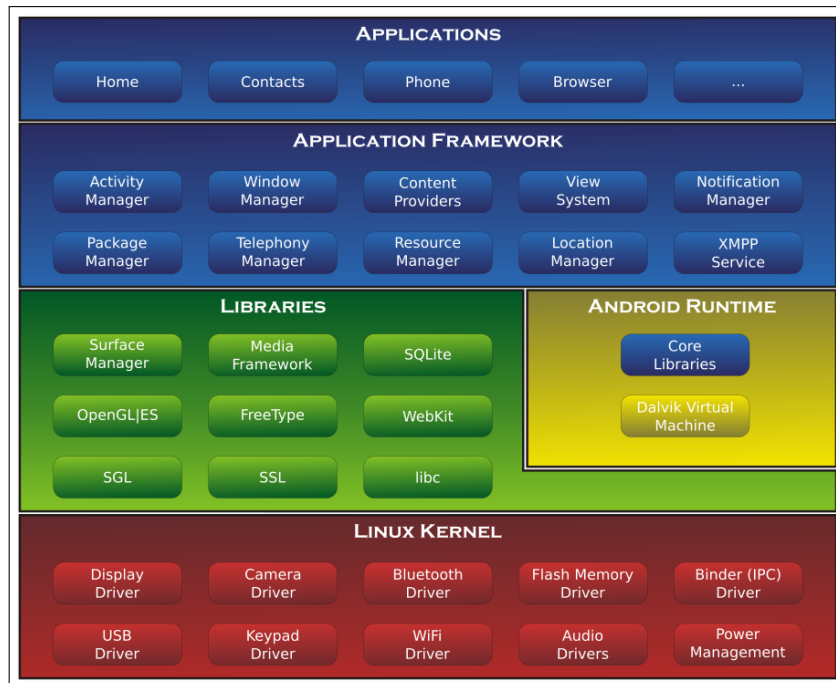 APPLICATIONS
Home
Contacts
Phone
Browser
...
APPLICATION FRAMEWORK
Activity
Manager
Window
Manager
Content
Providers
View
System
Notification
Manager
Package
Manager
Telephony
Manager
Resource
Manager
Location
Manager
XMPP
Service
LIBRARIES
Surface
Manager
Media
Framework
SQLite
OpenGL|ES
FreeType
WebKit
SGL
SSL
libc
ANDROID RUNTIME
Core
Libraries
Dalvik Virtual
Machine
LINUX KERNEL
Display
Driver
Camera
Driver
Bluetooth
Driver
Flash Memory
Driver
Binder (IPC)
Driver
USB
Driver
Keypad
Driver
WiFi
Driver
Audio
Drivers
Power
Management